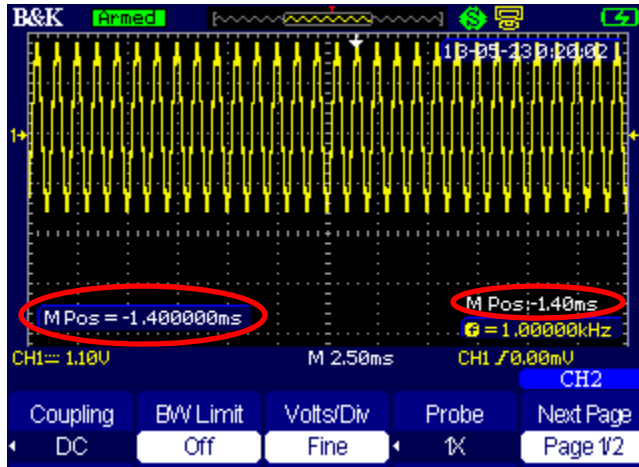 B&K Armed
13-05-23 0:20:02
1
M Pos:-1.40ms
M Pos = -1.400000ms
f = 1.00000kHz
CH1 1.10V M 2.50ms CH1 0.00mV
CH2
Coupling BW Limit Volts/Div Probe Next Page
DC Off Fine 1X Page 1/2